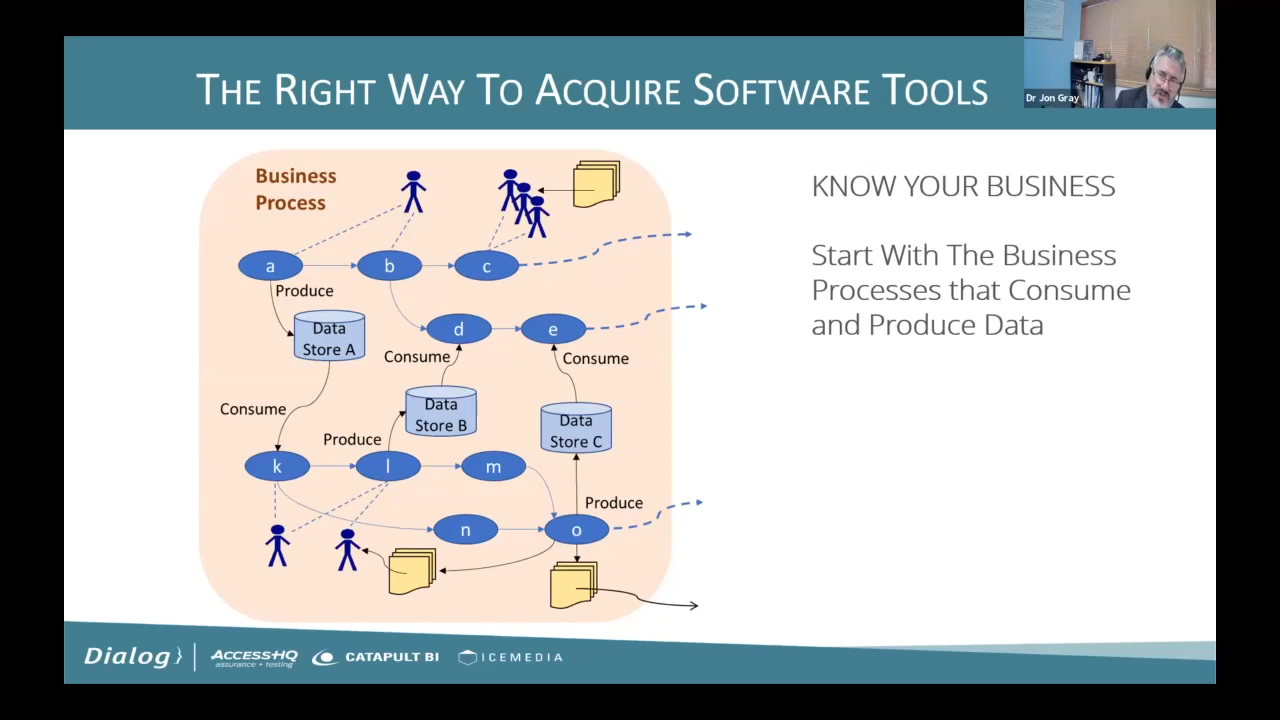 THE RIGHT WAY TO ACQUIRE SOFTWARE TOOLS
Dr Jon Gray
Business
Process
KNOW YOUR BUSINESS
Start With The Business
Processes that Consume
and Produce Data
a
b
c
Produce
Data
Store A
d
e
Consume
Consume
Data
Store B
Data
Store C
Consume
Produce
k
l
m
Produce
n
o
Dialog}
ACCESSHQ
assurance + testing
CATAPULT BI
ICEMEDIA